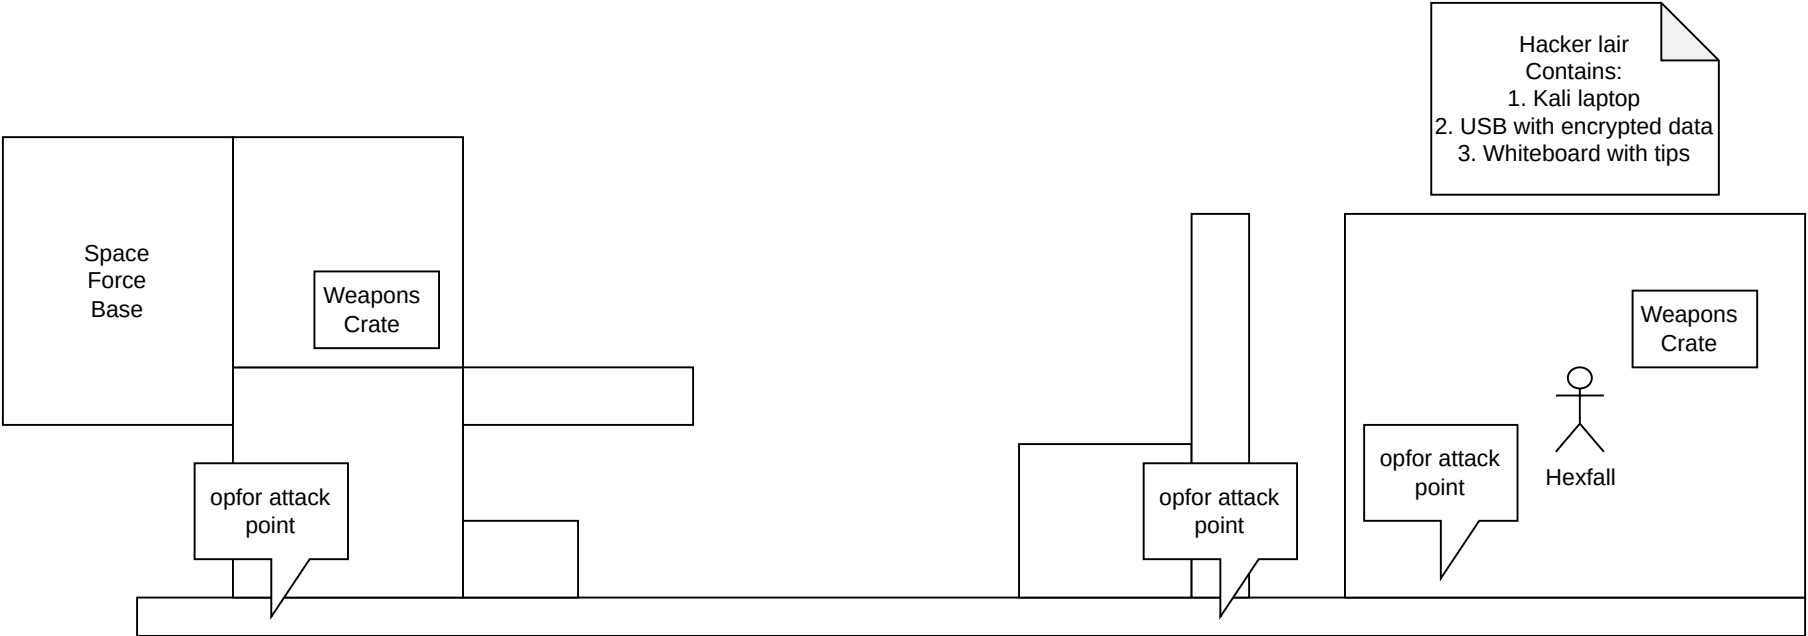 Hacker lair
Contains:
1. Kali laptop
2. USB with encrypted data
3. Whiteboard with tips
Space
Force
Base
Weapons
Crate
Weapons
Crate
opfor attack
point
opfor attack
point
opfor attack
point
Hexfall